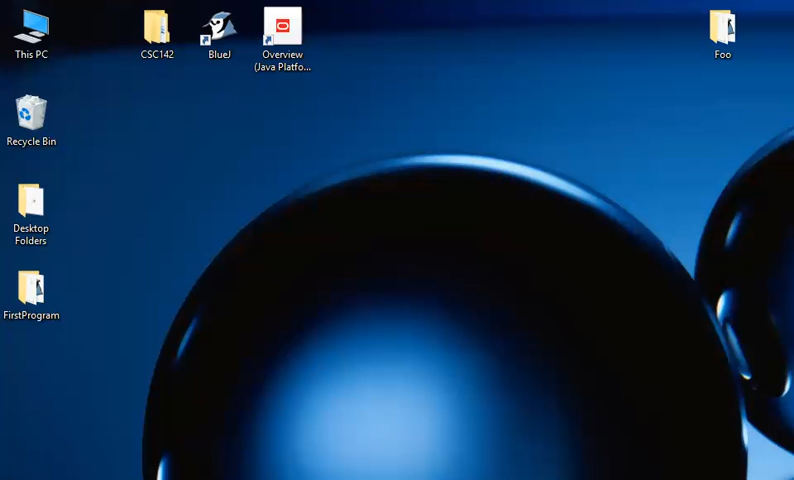 This PC
CSC142
BlueJ
Overview
(Java Platfo...
Foo
Recycle Bin
Desktop
Folders
FirstProgram